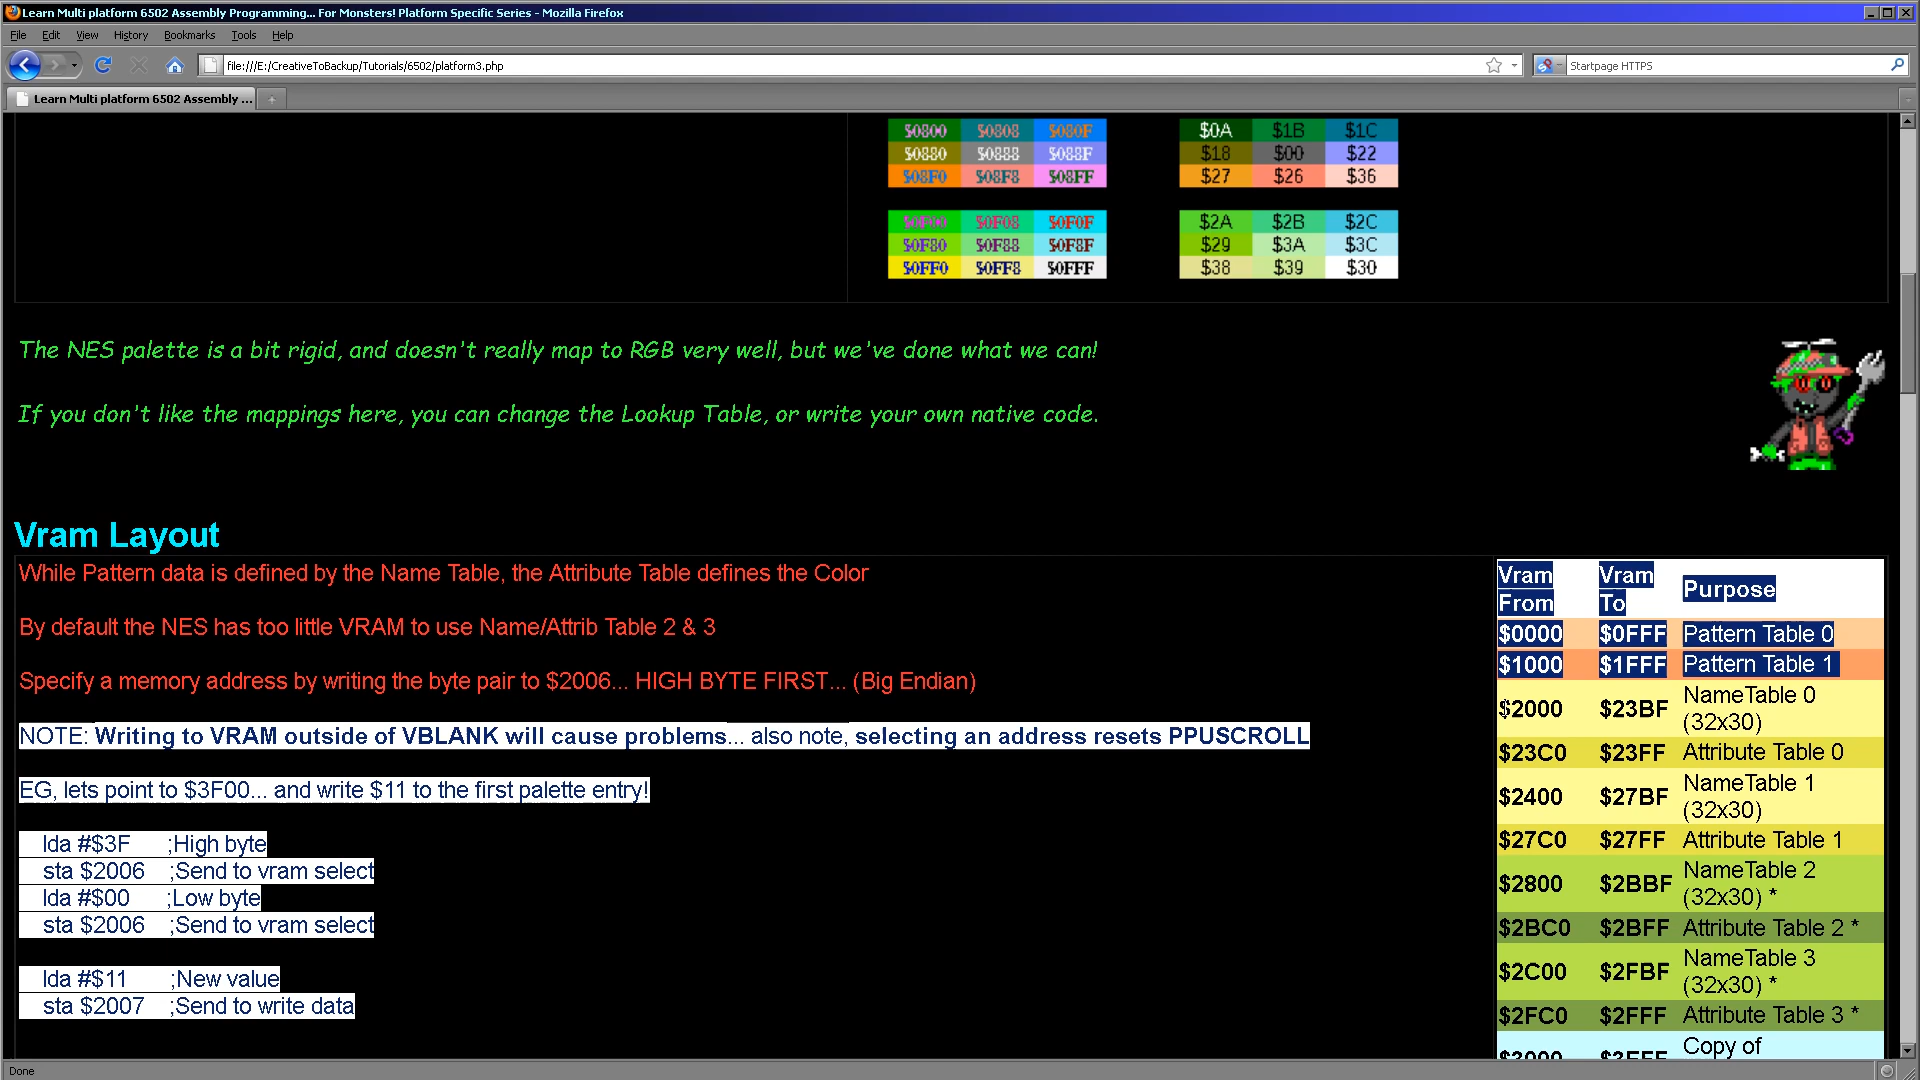 Learn Multi platform 6502 Assembly Programming... For Monsters! Platform Specific Series - Mozilla Firefox
File Edit View History Bookmarks Tools Help
file:///E:/CreativeToBackup/Tutorials/6502/platform3.php
Startpage HTTPS
Learn Multi platform 6502 Assembly ...
$0800 $0808 $080F $0A $1B $1C
$0880 $0888 $088F $18 $00 $22
$08F0 $08F8 $08FF $27 $26 $36
$0F00 $0F08 $0F0F $2A $2B $2C
$0F80 $0F88 $0F8F $29 $3A $3C
$0FF0 $0FF8 $0FFF $38 $39 $30
The NES palette is a bit rigid, and doesn't really map to RGB very well, but we've done what we can!
If you don't like the mappings here, you can change the Lookup Table, or write your own native code.
Vram Layout
While Pattern data is defined by the Name Table, the Attribute Table defines the Color
By default the NES has too little VRAM to use Name/Attrib Table 2 & 3
Specify a memory address by writing the byte pair to $2006... HIGH BYTE FIRST... (Big Endian)
NOTE: Writing to VRAM outside of VBLANK will cause problems... also note, selecting an address resets PPUSCROLL
EG, lets point to $3F00... and write $11 to the first palette entry!
lda #$3F ;High byte
sta $2006 ;Send to vram select
lda #$00 ;Low byte
sta $2006 ;Send to vram select
lda #$11 ;New value
sta $2007 ;Send to write data
Vram From Vram To Purpose
$0000 $0FFF Pattern Table 0
$1000 $1FFF Pattern Table 1
$2000 $23BF NameTable 0 (32x30)
$23C0 $23FF Attribute Table 0
$2400 $27BF NameTable 1 (32x30)
$27C0 $27FF Attribute Table 1
$2800 $2BBF NameTable 2 (32x30) *
$2BC0 $2BFF Attribute Table 2 *
$2C00 $2FBF NameTable 3 (32x30) *
$2FC0 $2FFF Attribute Table 3 *
$3000 $3EFF Copy of
Done